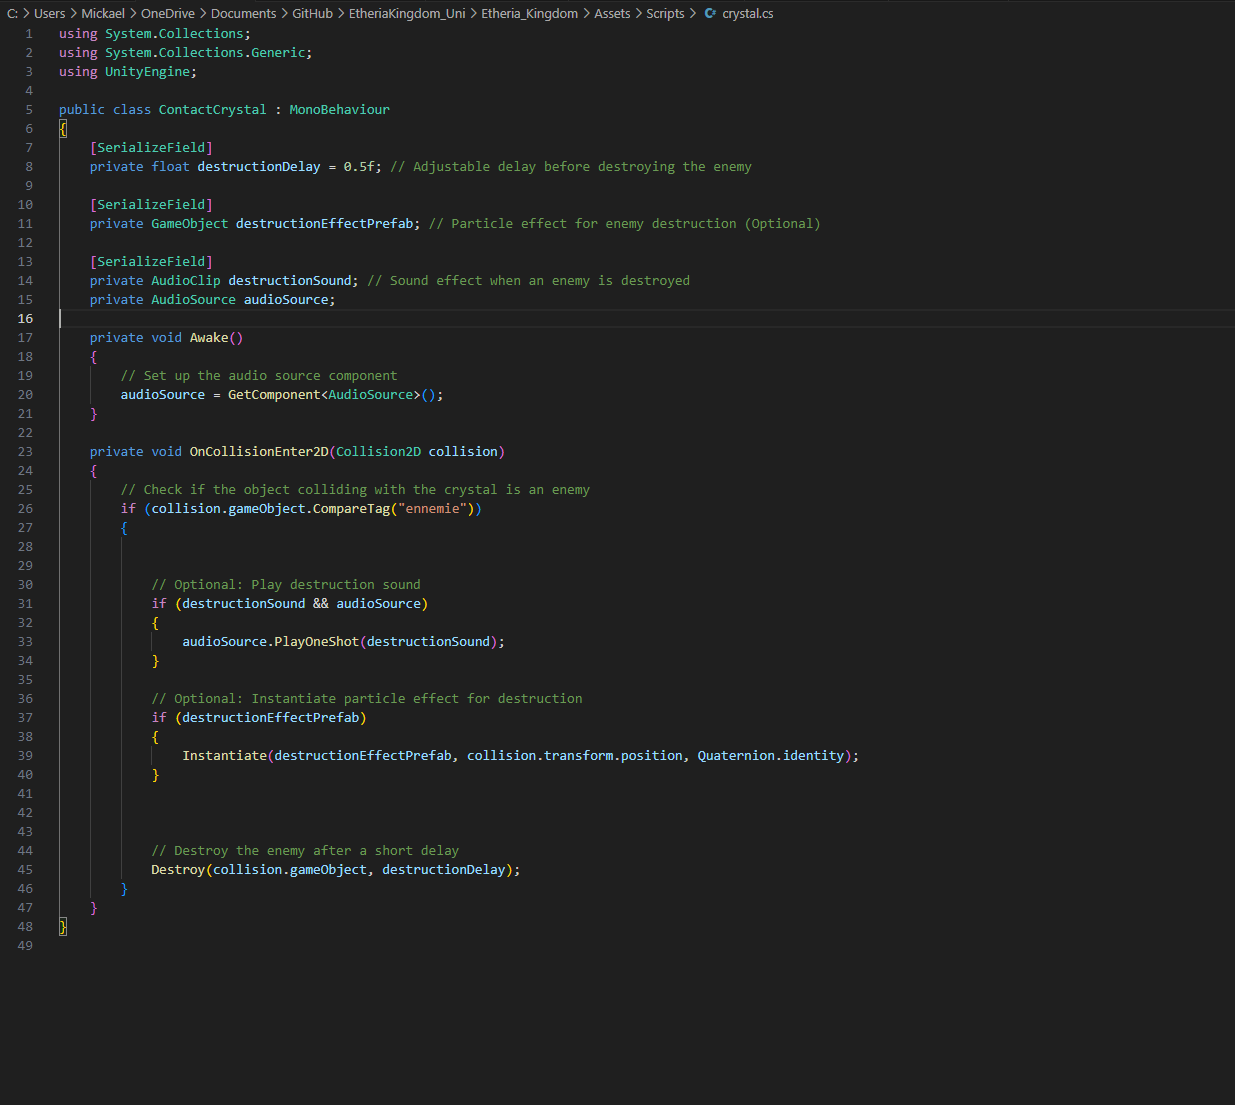 C: > Users > Mickael > OneDrive > Documents > GitHub > EtheriaKingdom_Uni > Etheria_Kingdom > Assets > Scripts > crystal.cs
1 using System.Collections;
2 using System.Collections.Generic;
3 using UnityEngine;
4
5 public class ContactCrystal : MonoBehaviour
6 {
7     [SerializeField]
8     private float destructionDelay = 0.5f; // Adjustable delay before destroying the enemy
9
10     [SerializeField]
11     private GameObject destructionEffectPrefab; // Particle effect for enemy destruction (Optional)
12
13     [SerializeField]
14     private AudioClip destructionSound; // Sound effect when an enemy is destroyed
15     private AudioSource audioSource;
16
17     private void Awake()
18     {
19         // Set up the audio source component
20         audioSource = GetComponent<AudioSource>();
21     }
22
23     private void OnCollisionEnter2D(Collision2D collision)
24     {
25         // Check if the object colliding with the crystal is an enemy
26         if (collision.gameObject.CompareTag("ennemie"))
27         {
28
29
30             // Optional: Play destruction sound
31             if (destructionSound && audioSource)
32             {
33                 audioSource.PlayOneShot(destructionSound);
34             }
35
36             // Optional: Instantiate particle effect for destruction
37             if (destructionEffectPrefab)
38             {
39                 Instantiate(destructionEffectPrefab, collision.transform.position, Quaternion.identity);
40             }
41
42
43
44             // Destroy the enemy after a short delay
45             Destroy(collision.gameObject, destructionDelay);
46         }
47     }
48 }
49